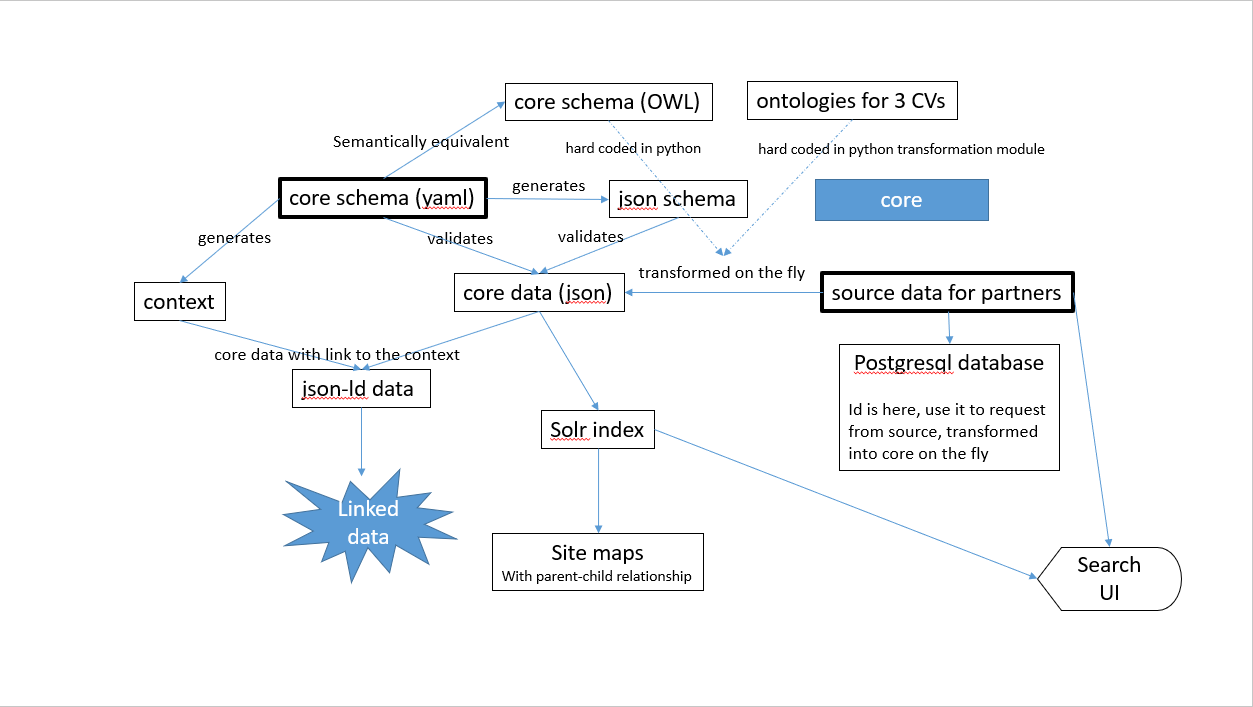 core schema (OWL)
ontologies for 3 CVs
Semantically equivalent
hard coded in python
hard coded in python transformation module
core schema (yaml)
generates
json schema
core
generates
validates
validates
transformed on the fly
context
core data (json)
source data for partners
core data with link to the context
Postgresql database
json-ld data
Id is here, use it to request
from source, transformed
into core on the fly
Solr index
Linked
data
Site maps
With parent-child relationship
Search
UI